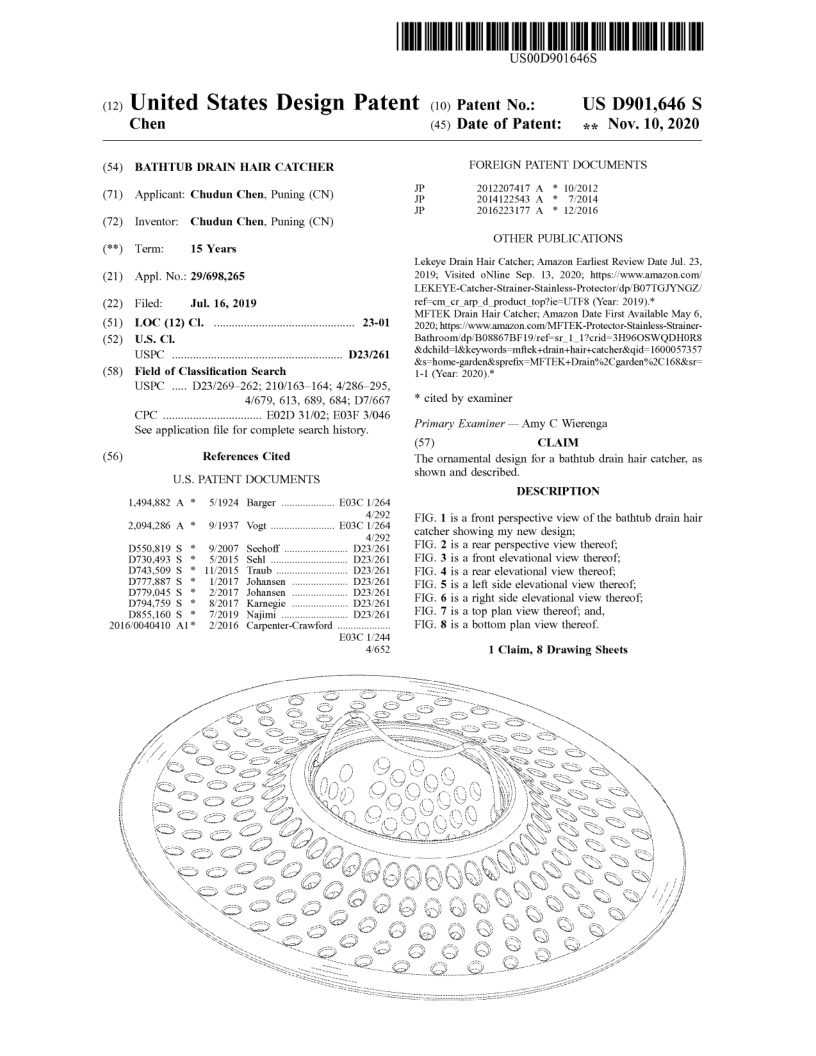 US00D901646S
(12) United States Design Patent
Chen
(10) Patent No.: US D901,646 S
(45) Date of Patent: ** Nov. 10, 2020
(54) BATHTUB DRAIN HAIR CATCHER
(71) Applicant: Chudun Chen, Puning (CN)
(72) Inventor: Chudun Chen, Puning (CN)
(**) Term: 15 Years
(21) Appl. No.: 29/698,265
(22) Filed: Jul. 16, 2019
(51) LOC (12) Cl. ............................................... 23-01
(52) U.S. Cl.
USPC ......................................................... D23/261
(58) Field of Classification Search
USPC ..... D23/269–262; 210/163–164; 4/286–295,
4/679, 613, 689, 684; D7/667
CPC ................................. E02D 31/02; E03F 3/046
See application file for complete search history.
(56) References Cited
U.S. PATENT DOCUMENTS
1,494,882 A * 5/1924 Barger ..................... E03C 1/264
4/292
2,094,286 A * 9/1937 Vogt ......................... E03C 1/264
4/292
D550,819 S * 9/2007 Seehoff ......................... D23/261
D730,493 S * 5/2015 Sehl .............................. D23/261
D743,509 S * 11/2015 Traub ............................ D23/261
D777,887 S * 1/2017 Johansen ...................... D23/261
D779,045 S * 2/2017 Johansen ...................... D23/261
D794,759 S * 8/2017 Karnegie ...................... D23/261
D855,160 S * 7/2019 Najimi .......................... D23/261
2016/0040410 A1* 2/2016 Carpenter-Crawford .....................
E03C 1/244
4/652
FOREIGN PATENT DOCUMENTS
JP 2012207417 A * 10/2012
JP 2014122543 A * 7/2014
JP 2016223177 A * 12/2016
OTHER PUBLICATIONS
Lekeye Drain Hair Catcher; Amazon Earliest Review Date Jul. 23,
2019; Visited oNline Sep. 13, 2020; https://www.amazon.com/
LEKEYE-Catcher-Strainer-Stainless-Protector/dp/B07TGJYNGZ/
ref=cm_cr_arp_d_product_top?ie=UTF8 (Year: 2019).*
MFTEK Drain Hair Catcher; Amazon Date First Available May 6,
2020; https://www.amazon.com/MFTEK-Protector-Stainless-Strainer-
Bathroom/dp/B08867BF19/ref=sr_1_1?crid=3H96OSWQDH0R8
&dchild=l&keywords=mftek+drain+hair+catcher&qid=1600057357
&s=home-garden&sprefix=MFTEK+Drain%2Cgarden%2C168&sr=
1-1 (Year: 2020).*
* cited by examiner
Primary Examiner — Amy C Wierenga
(57) CLAIM
The ornamental design for a bathtub drain hair catcher, as
shown and described.
DESCRIPTION
FIG. 1 is a front perspective view of the bathtub drain hair
catcher showing my new design;
FIG. 2 is a rear perspective view thereof;
FIG. 3 is a front elevational view thereof;
FIG. 4 is a rear elevational view thereof;
FIG. 5 is a left side elevational view thereof;
FIG. 6 is a right side elevational view thereof;
FIG. 7 is a top plan view thereof; and,
FIG. 8 is a bottom plan view thereof.
1 Claim, 8 Drawing Sheets